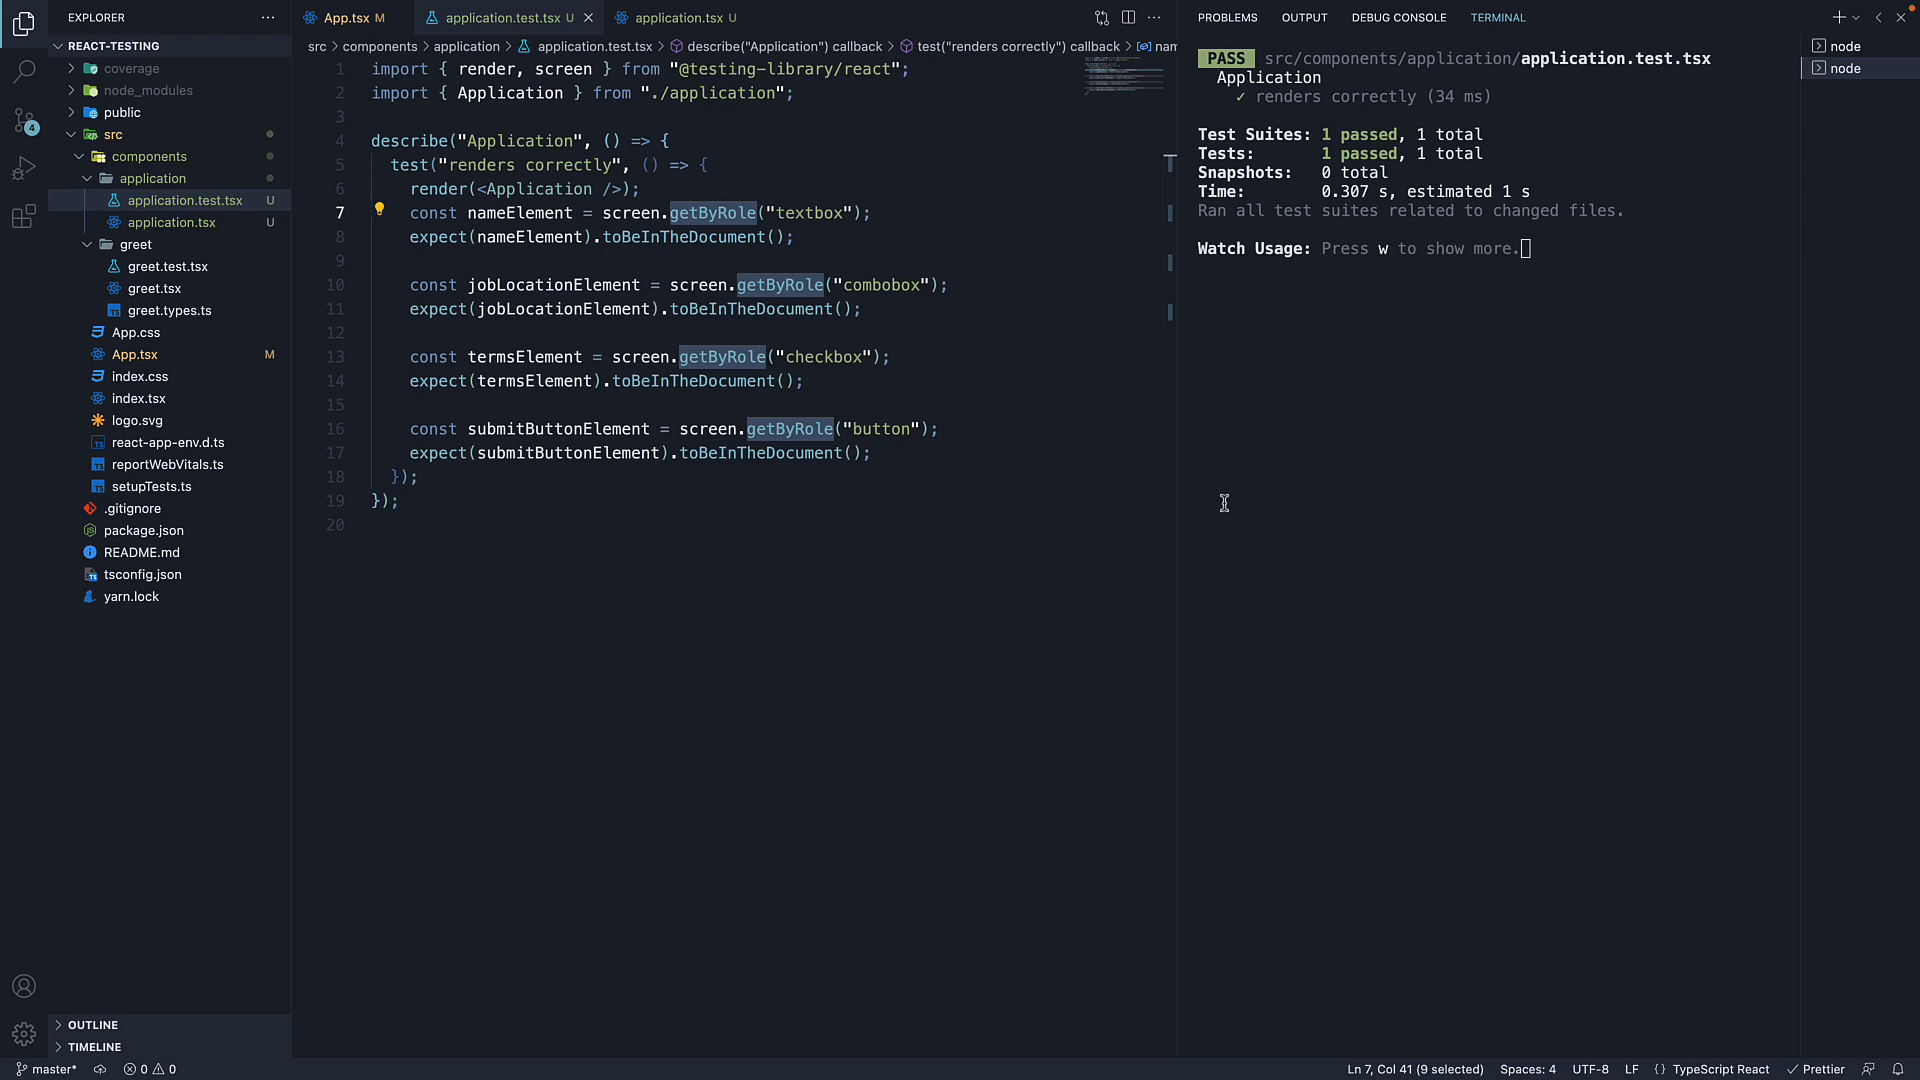 EXPLORER
REACT-TESTING
coverage
node_modules
public
src
components
application
application.test.tsx U
application.tsx U
greet
greet.test.tsx
greet.tsx
greet.types.ts
App.css
App.tsx M
index.css
index.tsx
logo.svg
react-app-env.d.ts
reportWebVitals.ts
setupTests.ts
.gitignore
package.json
README.md
tsconfig.json
yarn.lock
OUTLINE
TIMELINE
4
App.tsx M application.test.tsx U application.tsx U
src > components > application > application.test.tsx > describe("Application") callback > test("renders correctly") callback > nam
1 import { render, screen } from "@testing-library/react";
2 import { Application } from "./application";
3
4 describe("Application", () => {
5 test("renders correctly", () => {
6 render(<Application />);
7 const nameElement = screen.getByRole("textbox");
8 expect(nameElement).toBeInTheDocument();
9
10 const jobLocationElement = screen.getByRole("combobox");
11 expect(jobLocationElement).toBeInTheDocument();
12
13 const termsElement = screen.getByRole("checkbox");
14 expect(termsElement).toBeInTheDocument();
15
16 const submitButtonElement = screen.getByRole("button");
17 expect(submitButtonElement).toBeInTheDocument();
18 });
19 });
20
PROBLEMS OUTPUT DEBUG CONSOLE TERMINAL
PASS src/components/application/application.test.tsx
Application
✓ renders correctly (34 ms)
Test Suites: 1 passed, 1 total
Tests: 1 passed, 1 total
Snapshots: 0 total
Time: 0.307 s, estimated 1 s
Ran all test suites related to changed files.
Watch Usage: Press w to show more.
node
node
master* 0 0
Ln 7, Col 41 (9 selected) Spaces: 4 UTF-8 LF {} TypeScript React ✓ Prettier